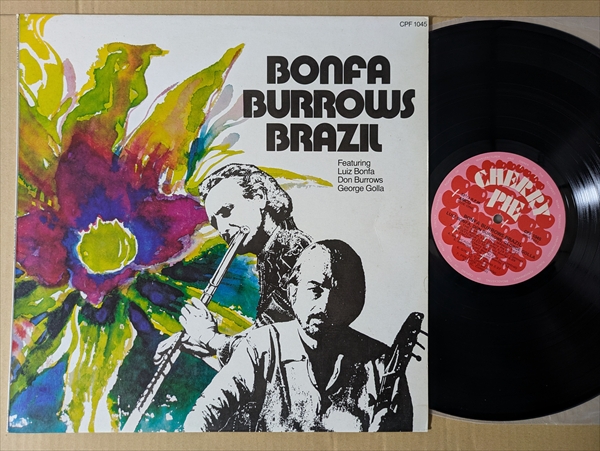 CPF 1045
BONFA
BURROWS
BRAZIL
Featuring
Luiz Bonfa
Don Burrows
George Golla
CHERRY
PIE